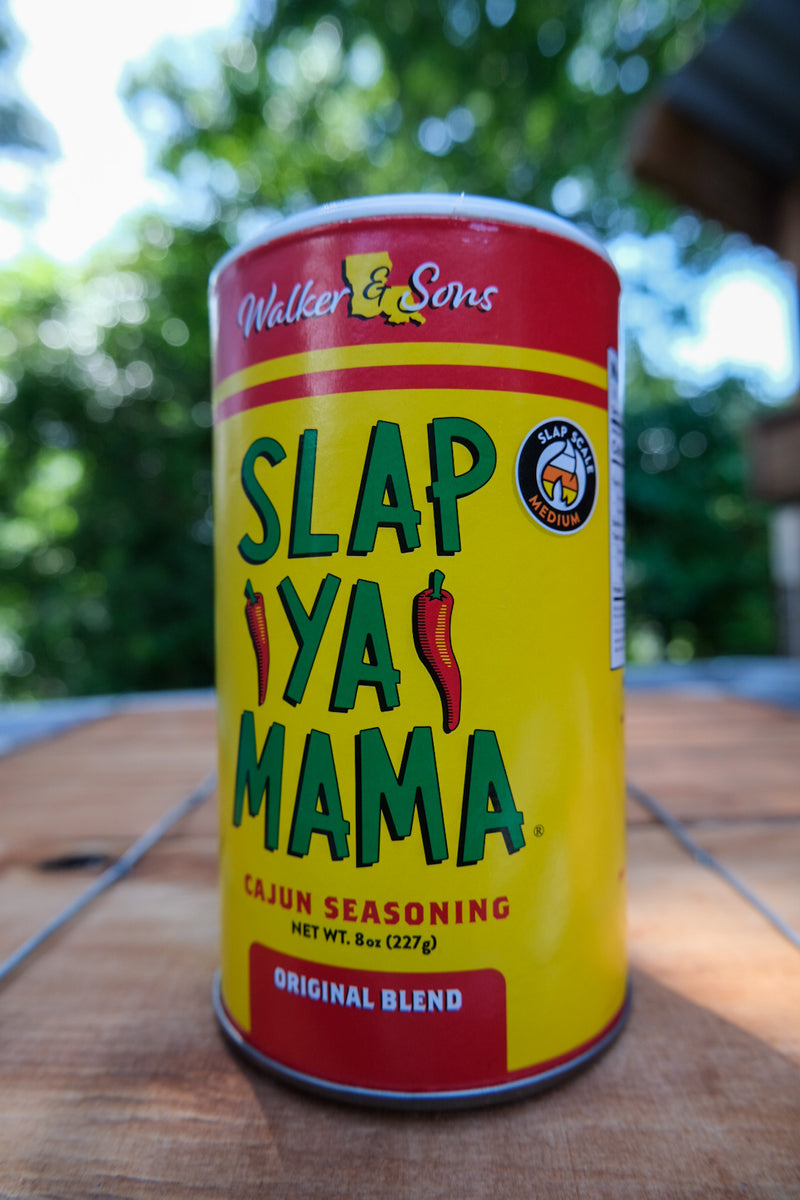 Walker & Sons
SLAP
YA
MAMA®
SLAP SCALE
MEDIUM
CAJUN SEASONING
NET WT. 8oz (227g)
ORIGINAL BLEND